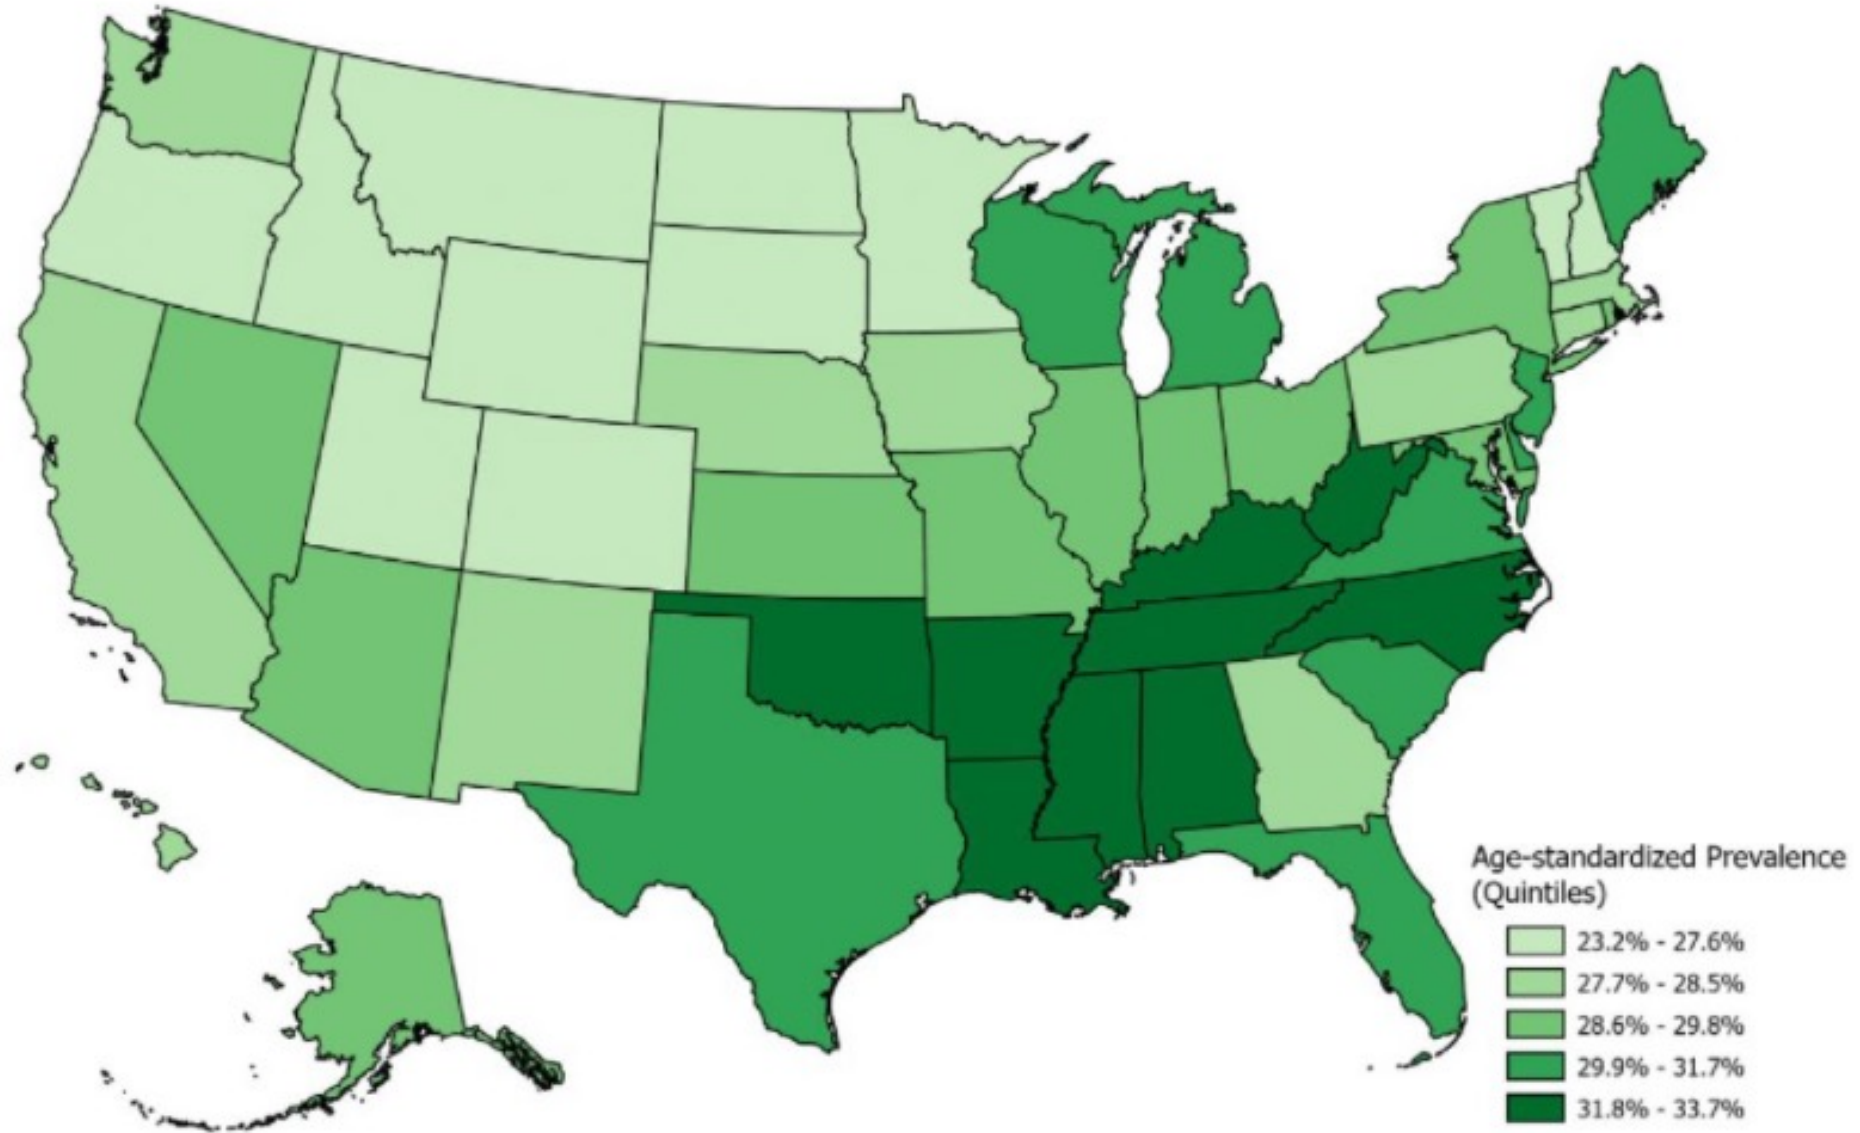 Age-standardized Prevalence
(Quintiles)
23.2% - 27.6%
27.7% - 28.5%
28.6% - 29.8%
29.9% - 31.7%
31.8% - 33.7%